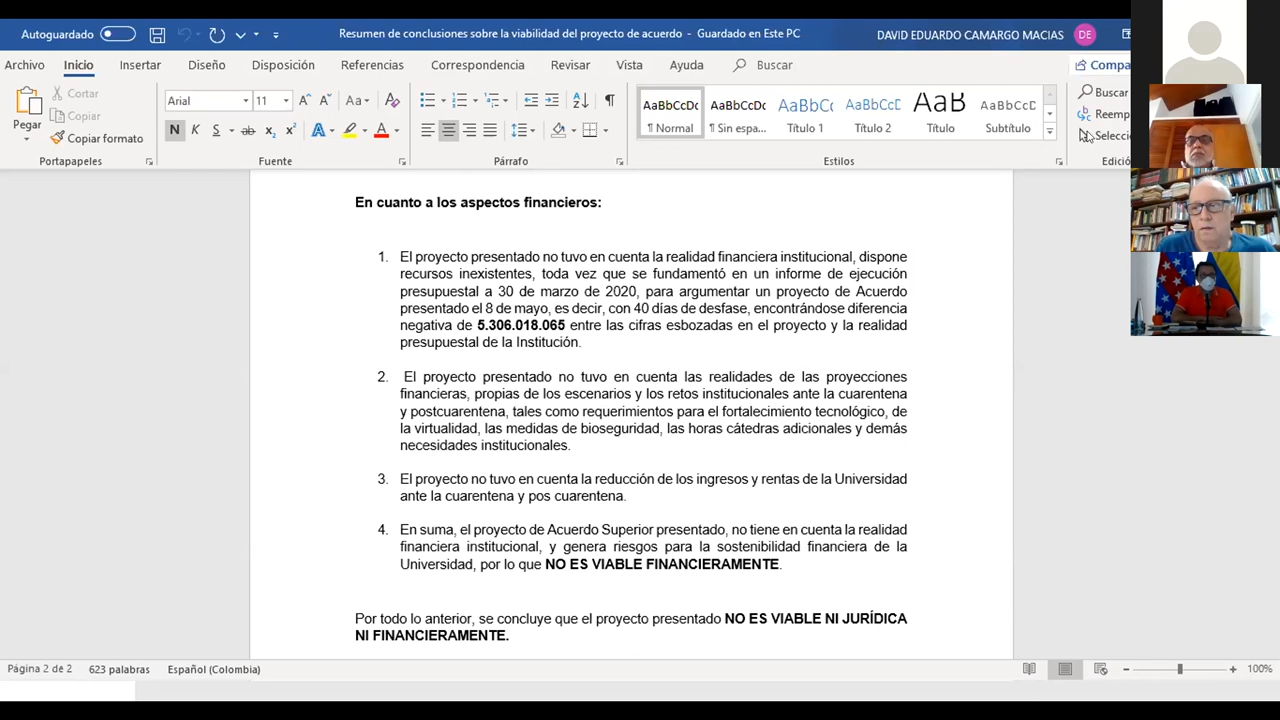 Autoguardado
Resumen de conclusiones sobre la viabilidad del proyecto de acuerdo - Guardado en Este PC
DAVID EDUARDO CAMARGO MACIAS
DE
Archivo Inicio Insertar Diseño Disposición Referencias Correspondencia Revisar Vista Ayuda Buscar
Pegar
Cortar
Copiar
Copiar formato
Portapapeles
Arial 11
N K S ab
Fuente
Párrafo
AaBbCcDc AaBbCcDc AaBbCc AaBbCcC AaB AaBbCcD
¶ Normal ¶ Sin espa... Título 1 Título 2 Título Subtítulo
Estilos
Buscar
En cuanto a los aspectos financieros:
1. El proyecto presentado no tuvo en cuenta la realidad financiera institucional, dispone
recursos inexistentes, toda vez que se fundamentó en un informe de ejecución
presupuestal a 30 de marzo de 2020, para argumentar un proyecto de Acuerdo
presentado el 8 de mayo, es decir, con 40 días de desfase, encontrándose diferencia
negativa de 5.306.018.065 entre las cifras esbozadas en el proyecto y la realidad
presupuestal de la Institución.
2. El proyecto presentado no tuvo en cuenta las realidades de las proyecciones
financieras, propias de los escenarios y los retos institucionales ante la cuarentena
y postcuarentena, tales como requerimientos para el fortalecimiento tecnológico, de
la virtualidad, las medidas de bioseguridad, las horas cátedras adicionales y demás
necesidades institucionales.
3. El proyecto no tuvo en cuenta la reducción de los ingresos y rentas de la Universidad
ante la cuarentena y pos cuarentena.
4. En suma, el proyecto de Acuerdo Superior presentado, no tiene en cuenta la realidad
financiera institucional, y genera riesgos para la sostenibilidad financiera de la
Universidad, por lo que NO ES VIABLE FINANCIERAMENTE.
Por todo lo anterior, se concluye que el proyecto presentado NO ES VIABLE NI JURÍDICA
NI FINANCIERAMENTE.
Página 2 de 2 623 palabras Español (Colombia)
100%